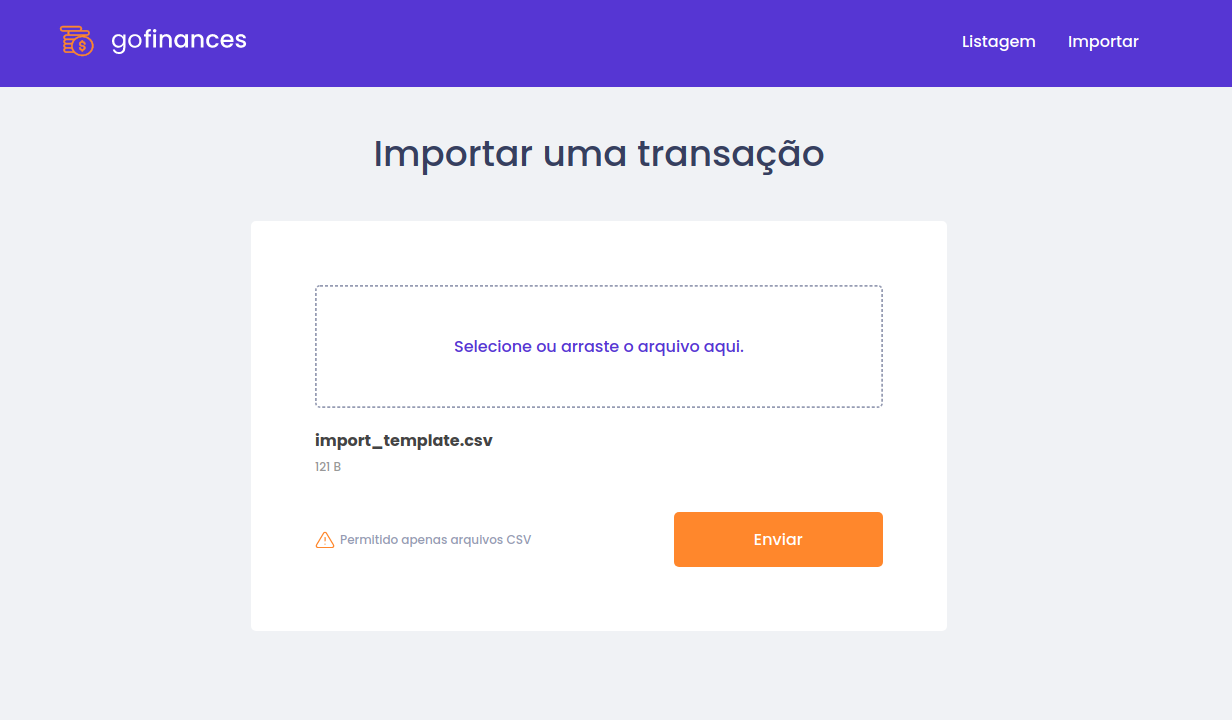 gofinances
Listagem
Importar
Importar uma transação
Selecione ou arraste o arquivo aqui.
import_template.csv
121 B
Permitido apenas arquivos CSV
Enviar